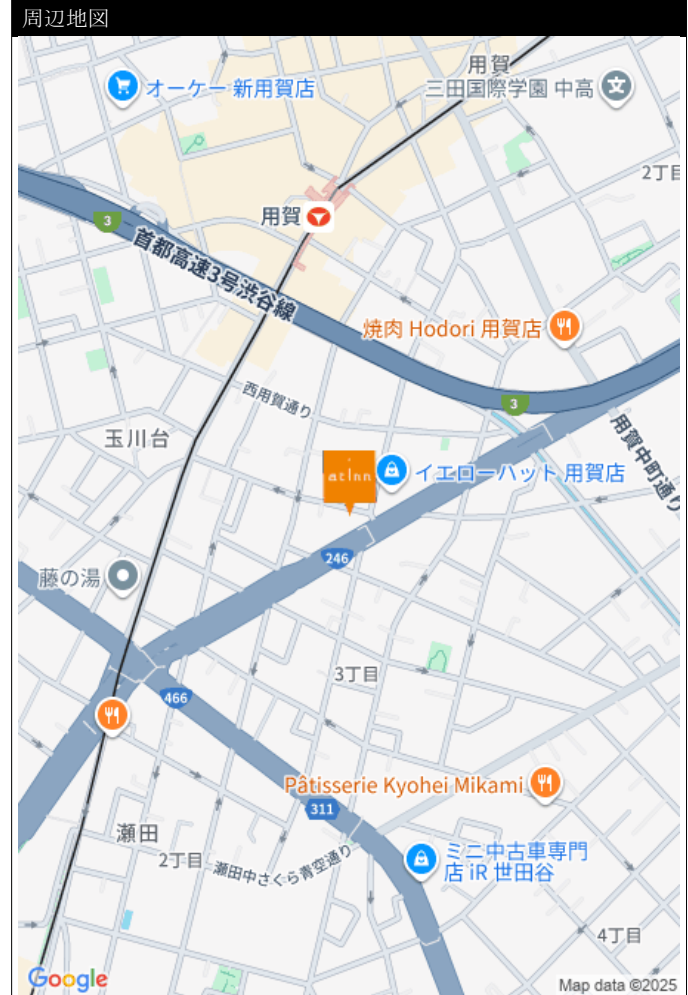 周辺地図
用賀
オーケー 新用賀店
三田国際学園 中高
2丁目
用賀
3
首都高速3号渋谷線
焼肉 Hodori 用賀店
3
西用賀通り
用賀中町通り
玉川台
at inn
イエローハット 用賀店
246
藤の湯
3丁目
466
Pâtisserie Kyohei Mikami
311
瀬田
2丁目
瀬田中さくら青空通り
ミニ中古車専門
店 iR 世田谷
4丁目
Google
Map data ©2025